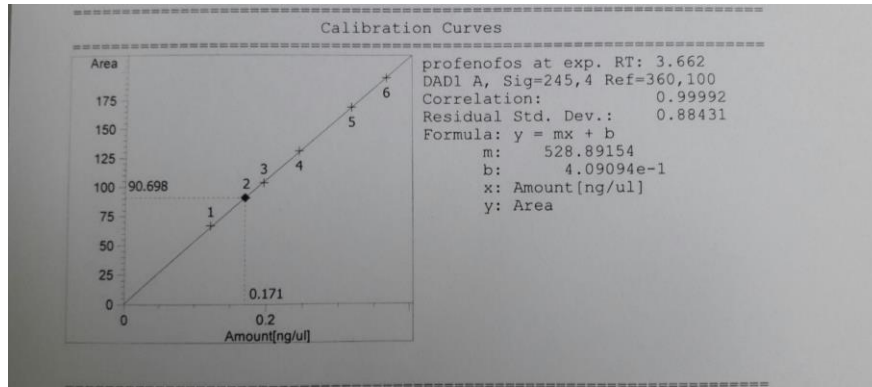 Calibration Curves
profenofos at exp. RT: 3.662
DAD1 A, Sig=245,4 Ref=360,100
Correlation: 0.99992
Residual Std. Dev.: 0.88431
Formula: y = mx + b
m: 528.89154
b: 4.09094e-1
x: Amount[ng/ul]
y: Area
Area
175
150
125
100
90.698
75
50
25
0
1
2
3
4
5
6
0.171
0
0.2
Amount[ng/ul]